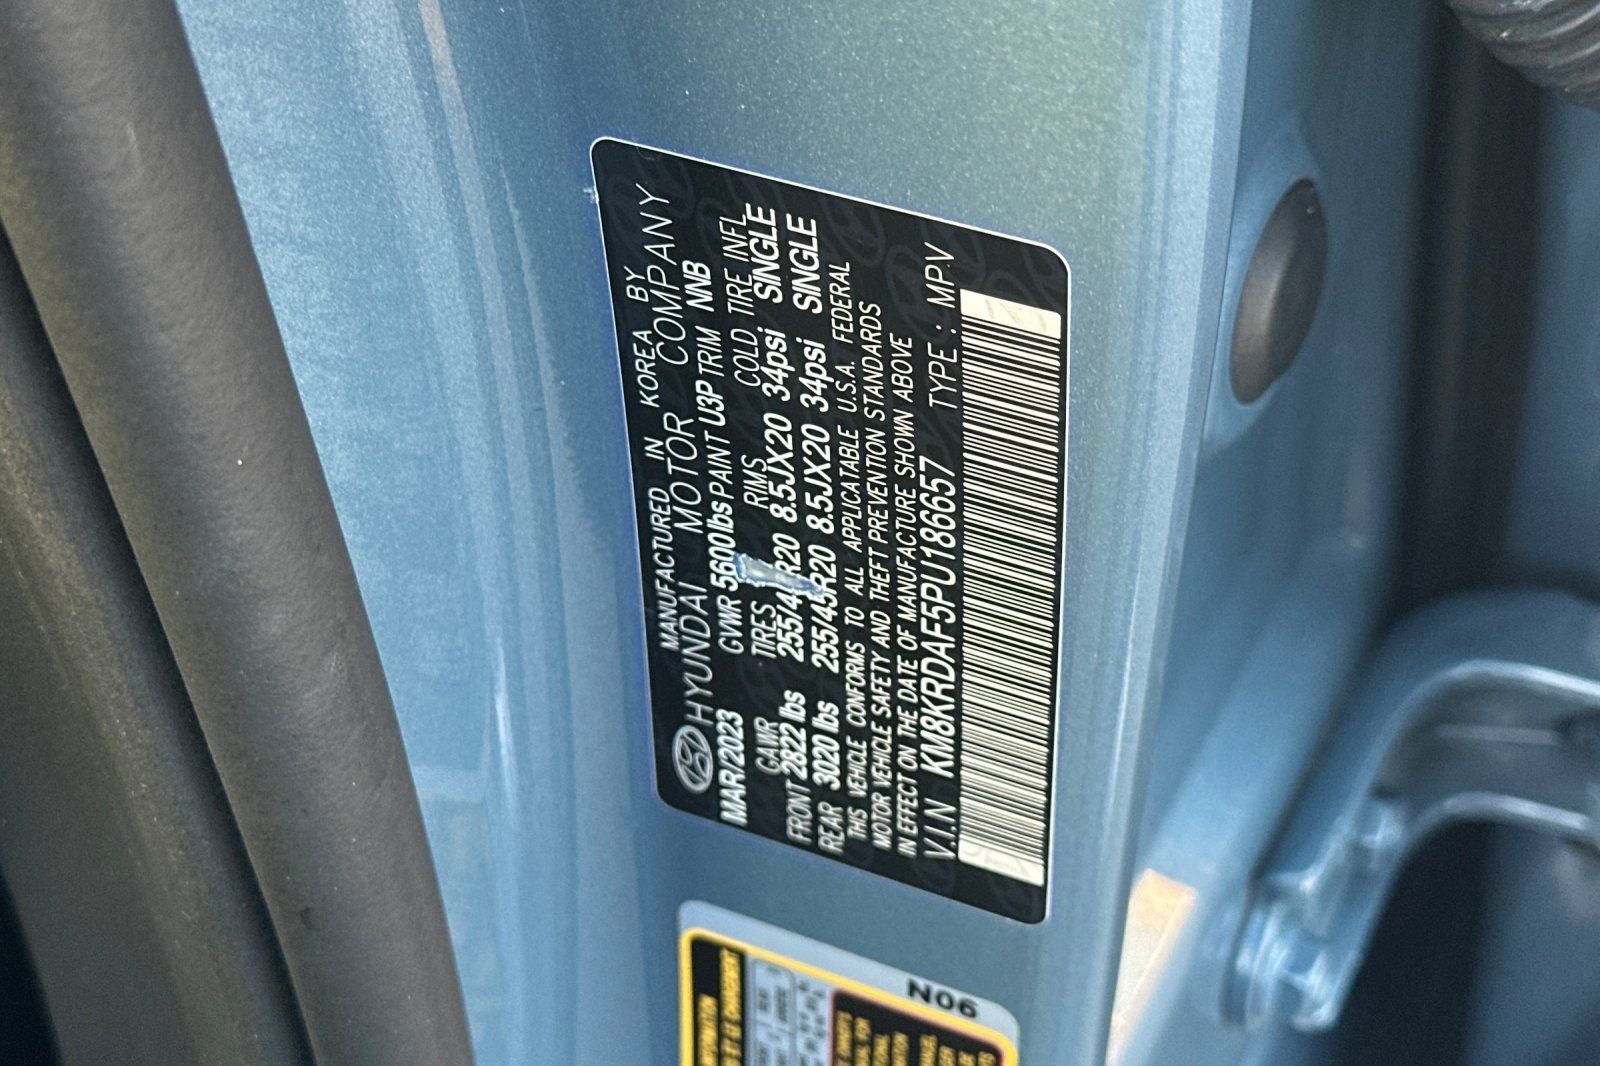 MANUFACTURED IN KOREA BY
HYUNDAI MOTOR COMPANY
MAR/2023 GVWR 5600lbs PAINT U3P TRIM NNB
GAWR TIRES RIMS COLD TIRE INFL
FRONT 2822 lbs 255/45R20 8.5JX20 34psi. SINGLE
REAR 3020 lbs 255/45R20 8.5JX20 34psi SINGLE
THIS VEHICLE CONFORMS TO ALL APPLICATABLE U.S.A. FEDERAL
MOTOR VEHICLE SAFETY AND THEFT PREVENTION STANDARDS
IN EFFECT ON THE DATE OF MANUFACTURE SHOWN ABOVE
V.I.N KM8KRDAF5PU186657 TYPE : MPV
N06